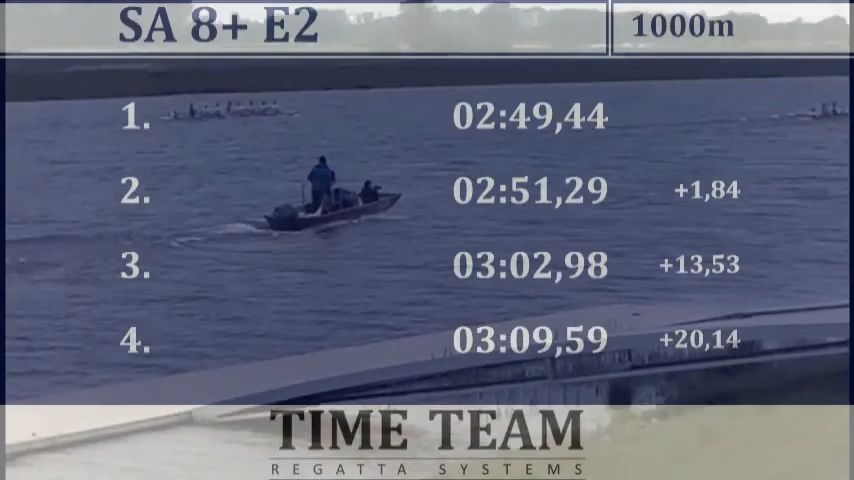 SA 8+ E2 1000m
1. 02:49,44
2. 02:51,29 +1,84
3. 03:02,98 +13,53
4. 03:09,59 +20,14
TIME TEAM
REGATTA SYSTEMS